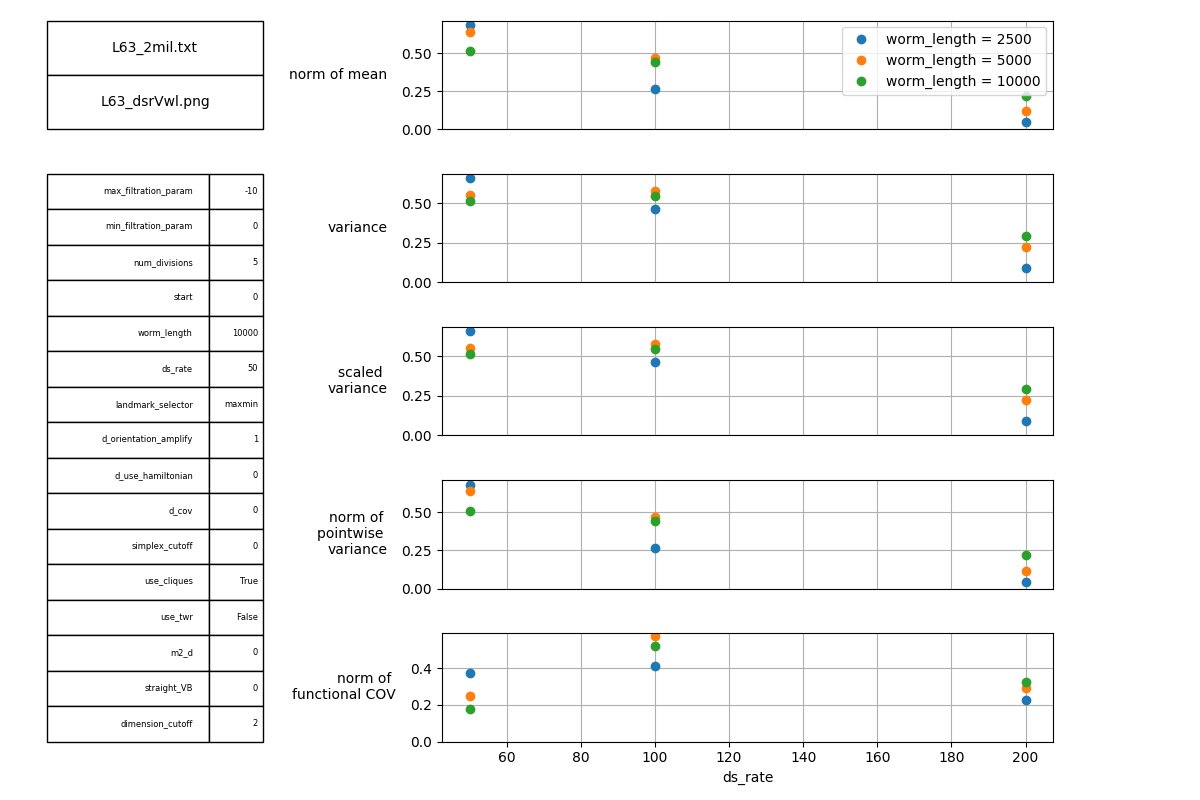 L63_2mil.txt
L63_dsrVwl.png
max_filtration_param -10
min_filtration_param 0
num_divisions 5
start 0
worm_length 10000
ds_rate 50
landmark_selector maxmin
d_orientation_amplify 1
d_use_hamiltonian 0
d_cov 0
simplex_cutoff 0
use_cliques True
use_twr False
m2_d 0
straight_VB 0
dimension_cutoff 2
norm of mean
0.50
0.25
0.00
worm_length = 2500
worm_length = 5000
worm_length = 10000
variance
0.50
0.25
0.00
scaled
variance
0.50
0.25
0.00
norm of
pointwise
variance
0.50
0.25
0.00
norm of
functional COV
0.4
0.2
0.0
60 80 100 120 140 160 180 200
ds_rate